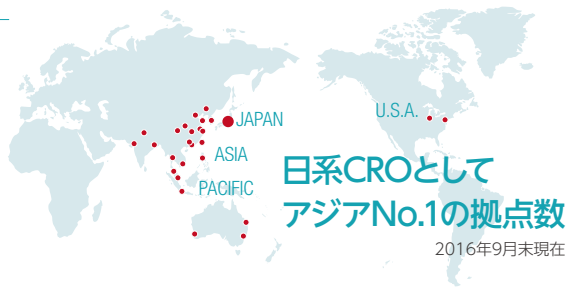 JAPAN
U.S.A.
ASIA
PACIFIC
日系CROとして
アジアNo.1の拠点数
2016年9月末現在